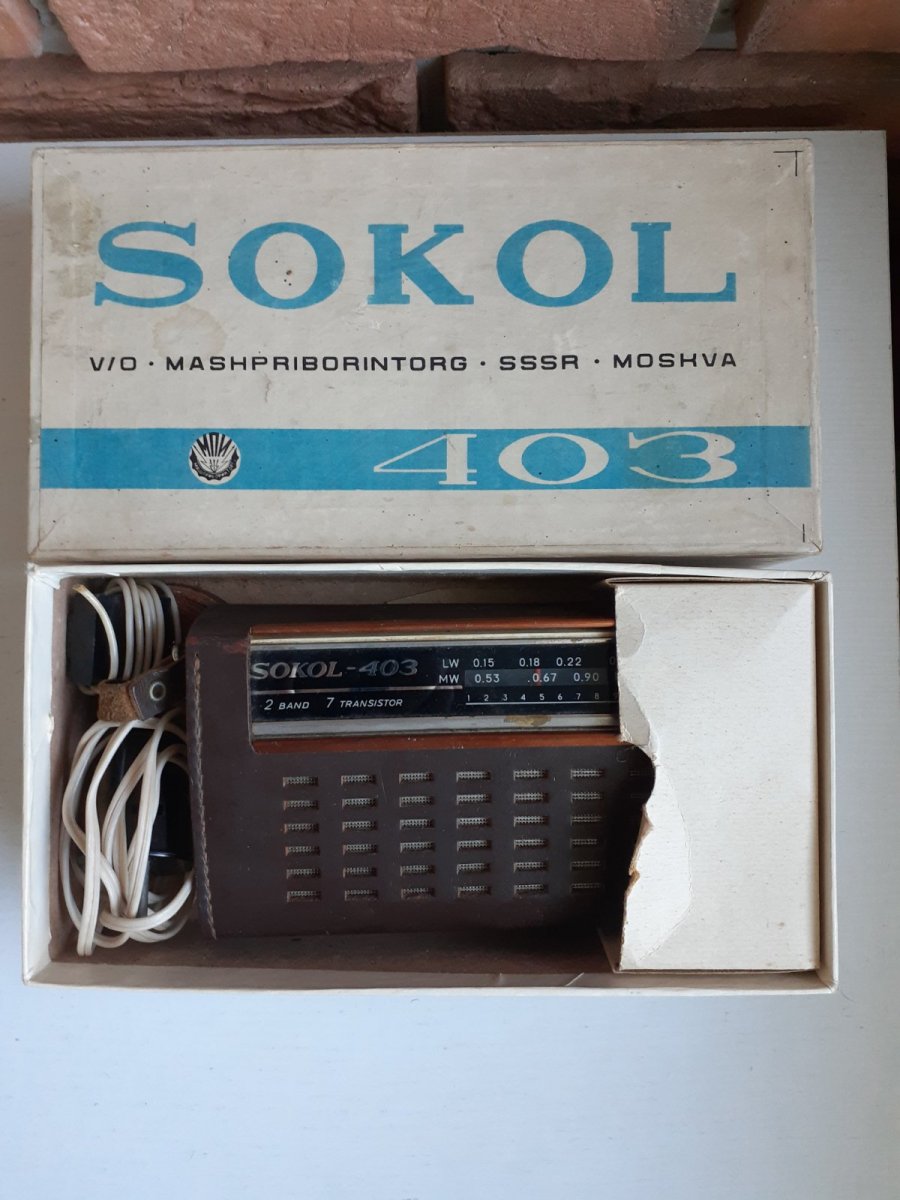 SOKOL
V/O · MASHPRIBORINTORG · SSSR · MOSKVA
403
SOKOL-403
LW 0.15 0.18 0.22
MW 0.53 0.67 0.90
2 BAND 7 TRANSISTOR
1 2 3 4 5 6 7 8